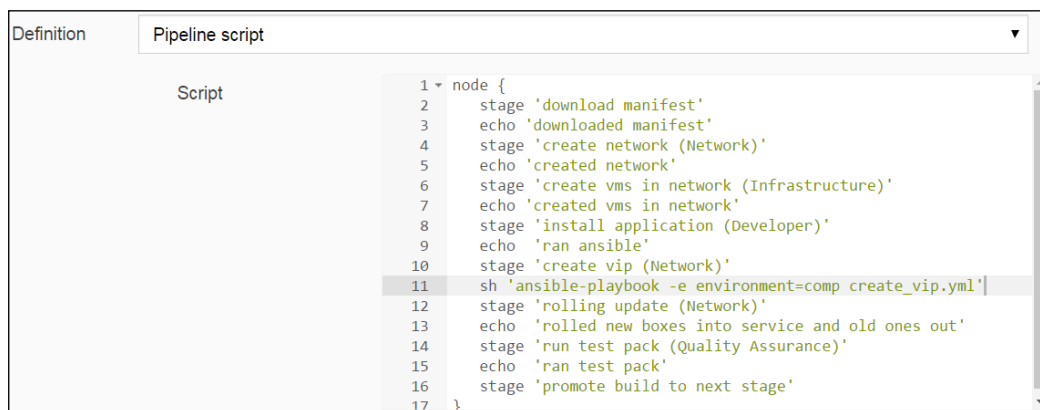 Definition Pipeline script
Script
1 node {
2 stage 'download manifest'
3 echo 'downloaded manifest'
4 stage 'create network (Network)'
5 echo 'created network'
6 stage 'create vms in network (Infrastructure)'
7 echo 'created vms in network'
8 stage 'install application (Developer)'
9 echo  'ran ansible'
10 stage 'create vip (Network)'
11 sh 'ansible-playbook -e environment=comp create_vip.yml'
12 stage 'rolling update (Network)'
13 echo  'rolled new boxes into service and old ones out'
14 stage 'run test pack (Quality Assurance)'
15 echo  'ran test pack'
16 stage 'promote build to next stage'
17 }